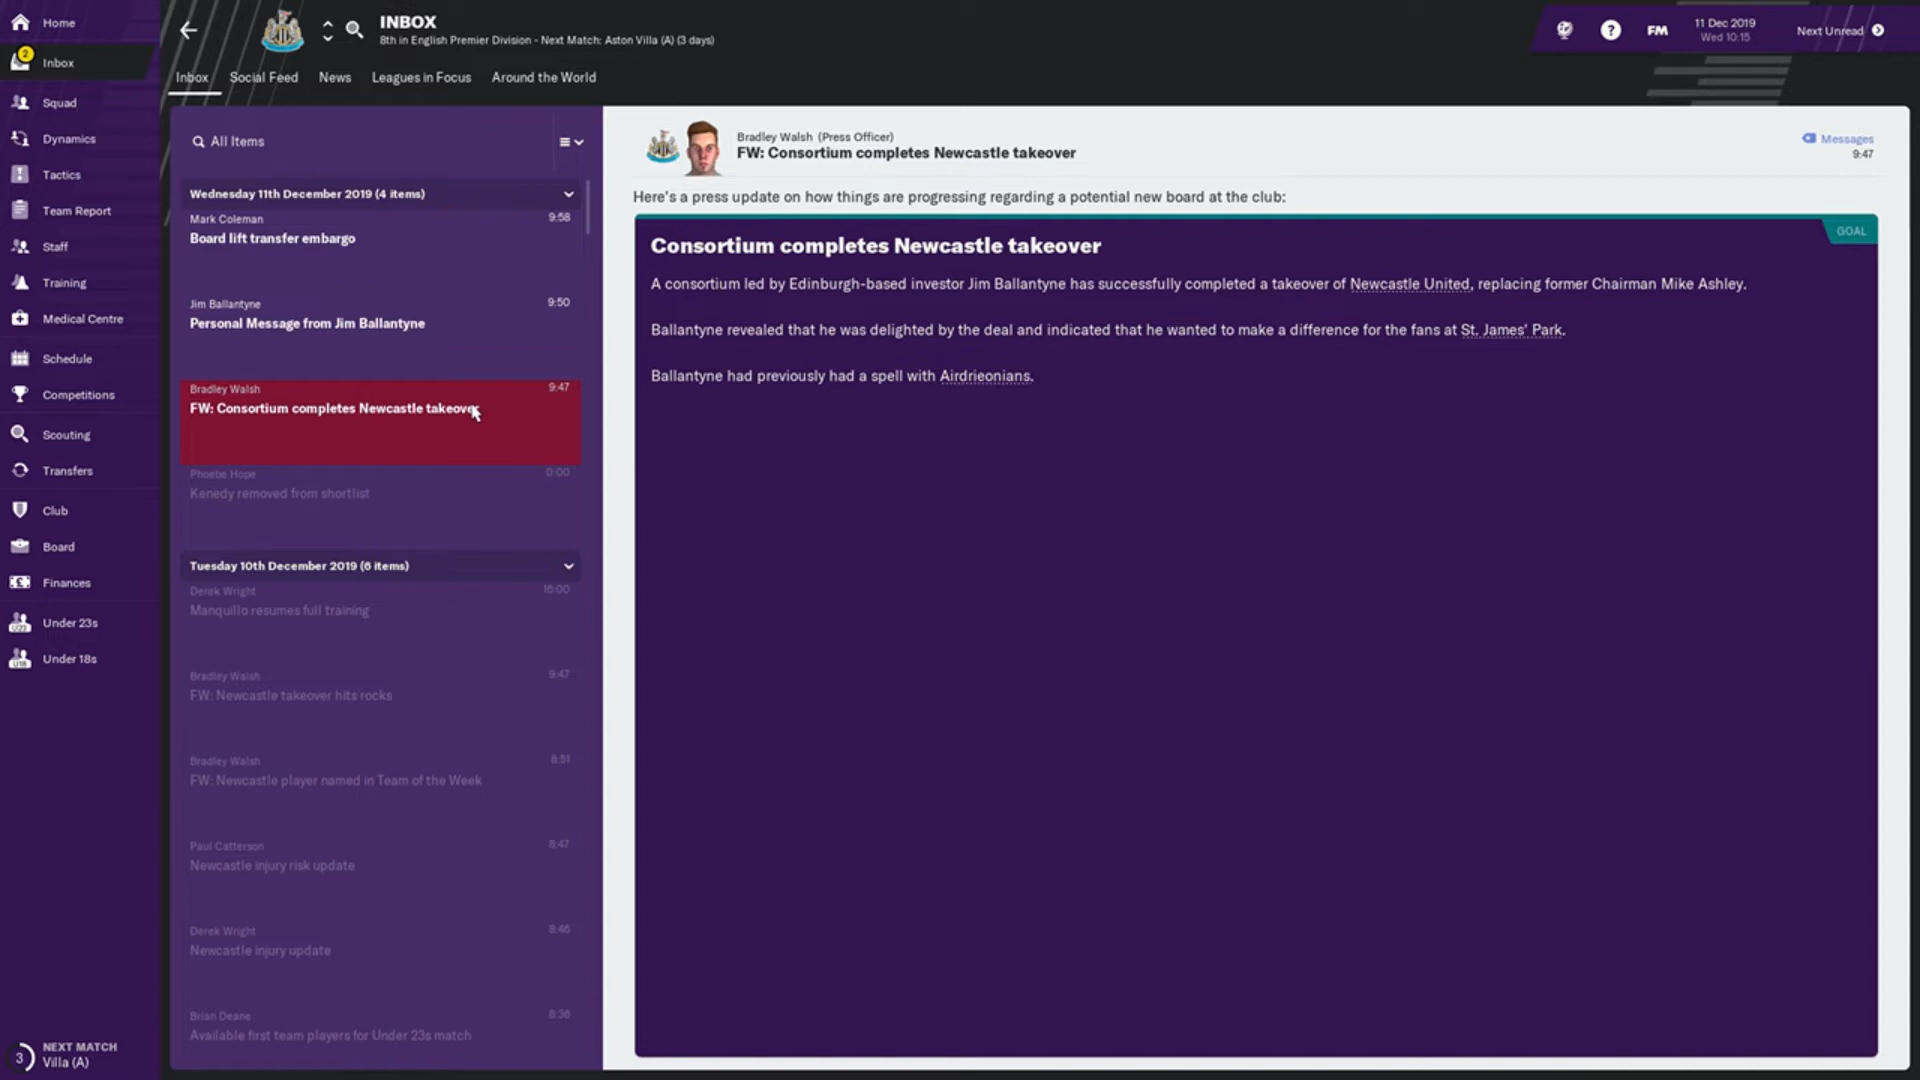 Home
2
Inbox
Squad
Dynamics
Tactics
Team Report
Staff
Training
Medical Centre
Schedule
Competitions
Scouting
Transfers
Club
Board
Finances
U23
Under 23s
U18
Under 18s
3
NEXT MATCH
Villa (A)
INBOX
8th in English Premier Division - Next Match: Aston Villa (A) (3 days)
?
FM
11 Dec 2019
Wed 10:15
Next Unread
Inbox
Social Feed
News
Leagues in Focus
Around the World
All Items
Wednesday 11th December 2019 (4 items)
Mark Coleman 9:58
Board lift transfer embargo
Jim Ballantyne 9:50
Personal Message from Jim Ballantyne
Bradley Walsh 9:47
FW: Consortium completes Newcastle takeover
Phoebe Hope 0:00
Kenedy removed from shortlist
Tuesday 10th December 2019 (6 items)
Derek Wright 16:00
Manquillo resumes full training
Bradley Walsh 9:47
FW: Newcastle takeover hits rocks
Bradley Walsh 8:51
FW: Newcastle player named in Team of the Week
Paul Catterson 8:47
Newcastle injury risk update
Derek Wright 8:46
Newcastle injury update
Brian Deane 8:36
Available first team players for Under 23s match
Bradley Walsh (Press Officer)
FW: Consortium completes Newcastle takeover
Messages
9:47
Here's a press update on how things are progressing regarding a potential new board at the club:
GOAL
Consortium completes Newcastle takeover
A consortium led by Edinburgh-based investor Jim Ballantyne has successfully completed a takeover of Newcastle United, replacing former Chairman Mike Ashley.
Ballantyne revealed that he was delighted by the deal and indicated that he wanted to make a difference for the fans at St. James' Park.
Ballantyne had previously had a spell with Airdrieonians.